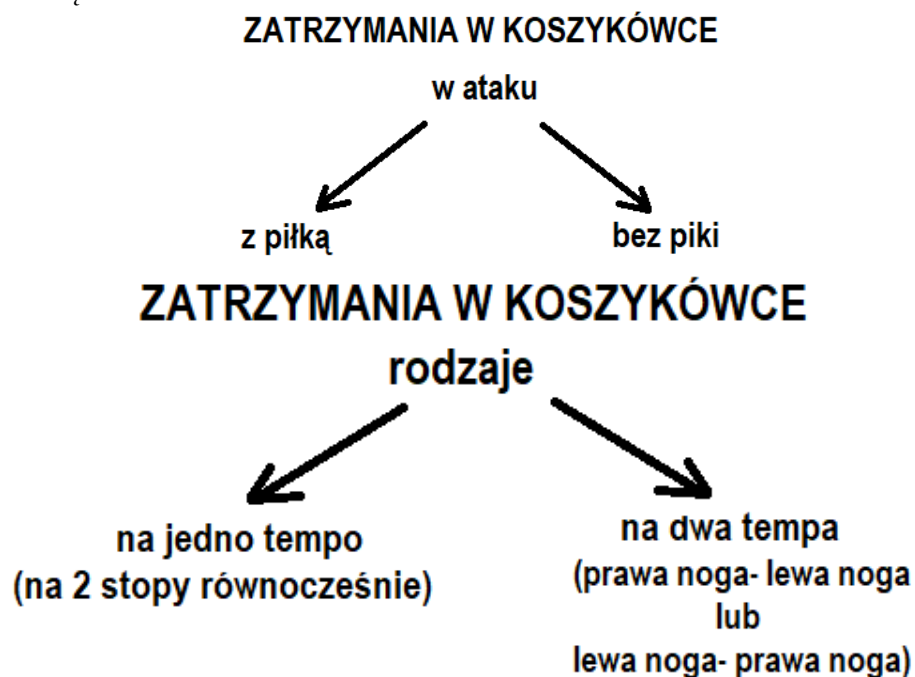 ZATRZYMANIA W KOSZYKÓWCE
w ataku
z piłką bez piki
ZATRZYMANIA W KOSZYKÓWCE
rodzaje
na jedno tempo
(na 2 stopy równocześnie)
na dwa tempa
(prawa noga- lewa noga
lub
lewa noga- prawa noga)